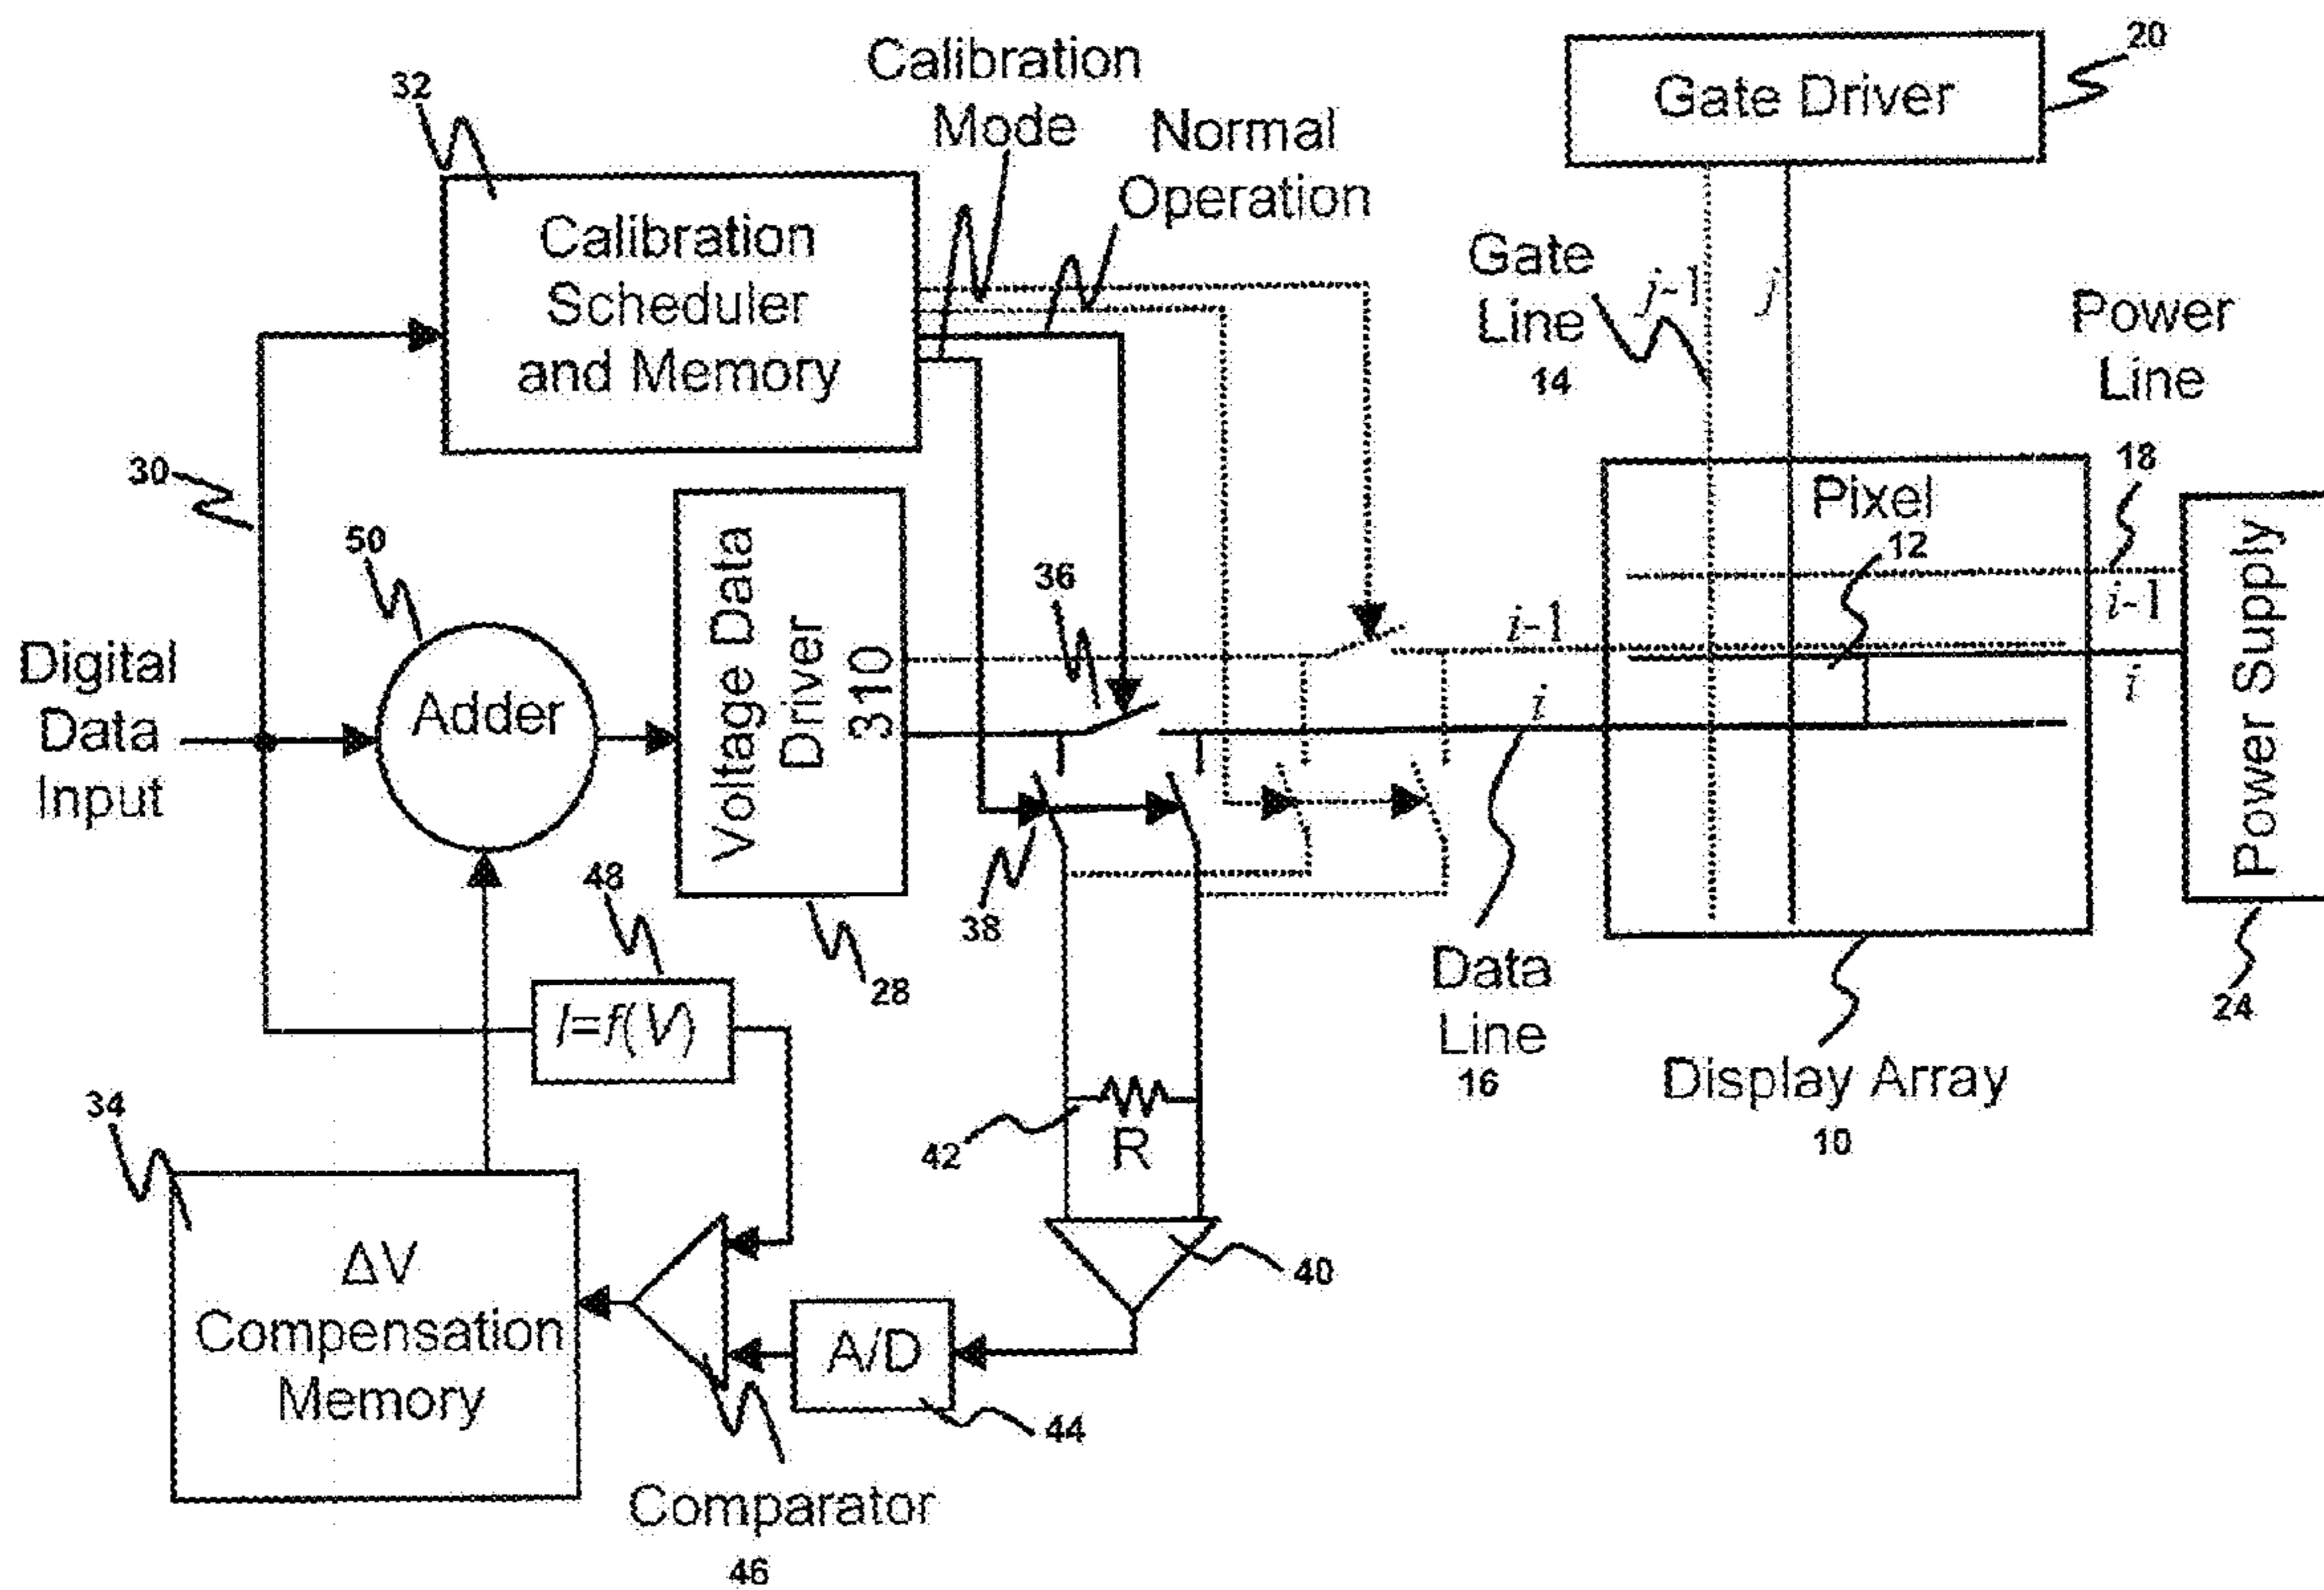 Calibration
Mode
Normal
Operation
32
Calibration
Scheduler
and Memory
Gate Driver
20
Gate
Line
14
j-1
j
Power
Line
18
30
50
Digital
Data
Input
Adder
Voltage Data
Driver
310
28
36
38
i-1
i
Data
Line
16
Pixel
12
i-1
i
Power Supply
24
Display Array
10
48
I=f(V)
34
ΔV
Compensation
Memory
42
R
40
A/D
44
Comparator
46